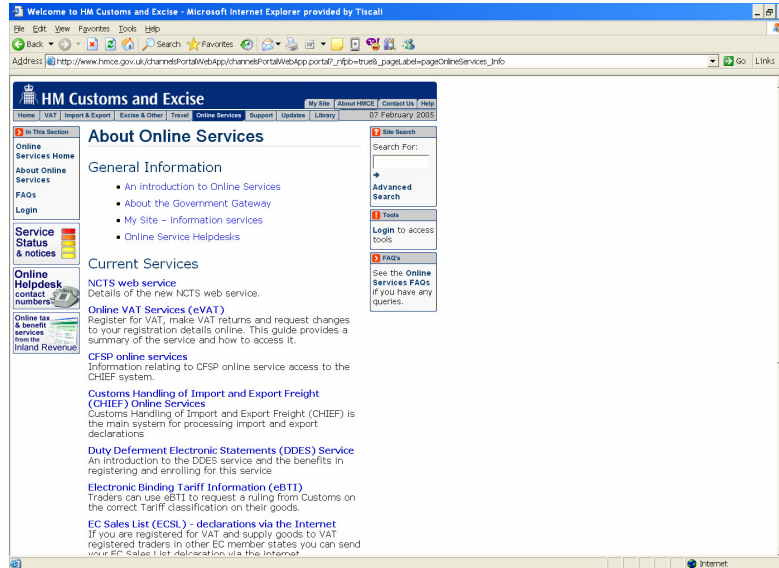 Welcome to HM Customs and Excise - Microsoft Internet Explorer provided by Tiscali
File Edit View Favorites Tools Help
Back Search Favorites
Address http://www.hmce.gov.uk/channelsPortalWebApp/channelsPortalWebApp.portal?_nfpb=true&_pageLabel=pageOnlineServices_Info Go Links
HM Customs and Excise
My Site About HMCE Contact Us Help
Home VAT Import & Export Excise & Other Travel Online Services Support Updates Library 07 February 2005
In This Section
Online
Services Home
About Online
Services
FAQs
Login
Service
Status
& notices
Online
Helpdesk
contact
numbers
Online tax
& benefit
services
from the
Inland Revenue
About Online Services
General Information
• An introduction to Online Services
• About the Government Gateway
• My Site – information services
• Online Service Helpdesks
Current Services
NCTS web service
Details of the new NCTS web service.
Online VAT Services (eVAT)
Register for VAT, make VAT returns and request changes
to your registration details online. This guide provides a
summary of the service and how to access it.
CFSP online services
Information relating to CFSP online service access to the
CHIEF system.
Customs Handling of Import and Export Freight
(CHIEF) Online Services
Customs Handling of Import and Export Freight (CHIEF) is
the main system for processing import and export
declarations
Duty Deferment Electronic Statements (DDES) Service
An introduction to the DDES service and the benefits in
registering and enrolling for this service
Electronic Binding Tariff Information (eBTI)
Traders can use eBTI to request a ruling from Customs on
the correct Tariff classification on their goods.
EC Sales List (ECSL) - declarations via the Internet
If you are registered for VAT and supply goods to VAT
registered traders in other EC member states you can send
your EC Sales List delcaration via the internet
Site Search
Search For:
Advanced
Search
Tools
Login to access
tools
FAQ's
See the Online
Services FAQs
if you have any
queries.
Internet